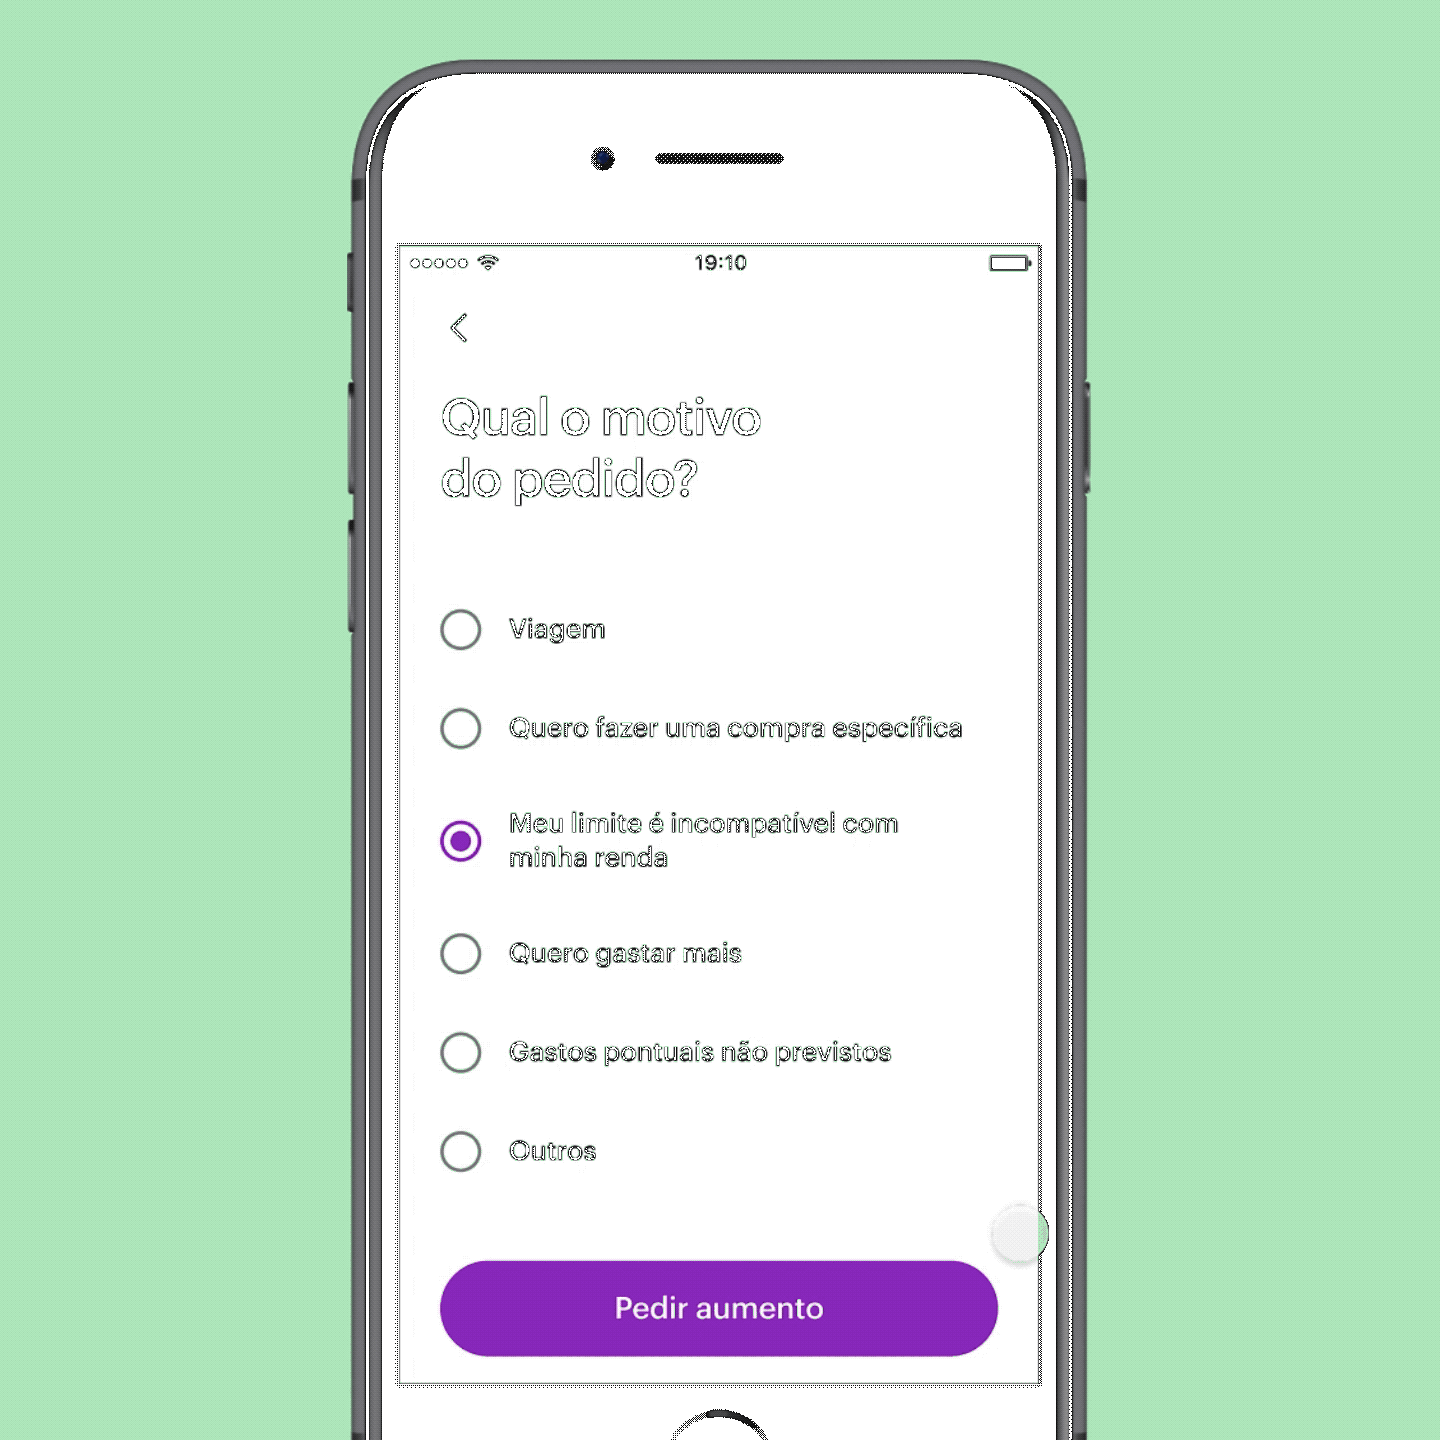 19:10
Qual o motivo
do pedido?
Viagem
Quero fazer uma compra específica
Meu limite é incompatível com
minha renda
Quero gastar mais
Gastos pontuais não previstos
Outros
Pedir aumento